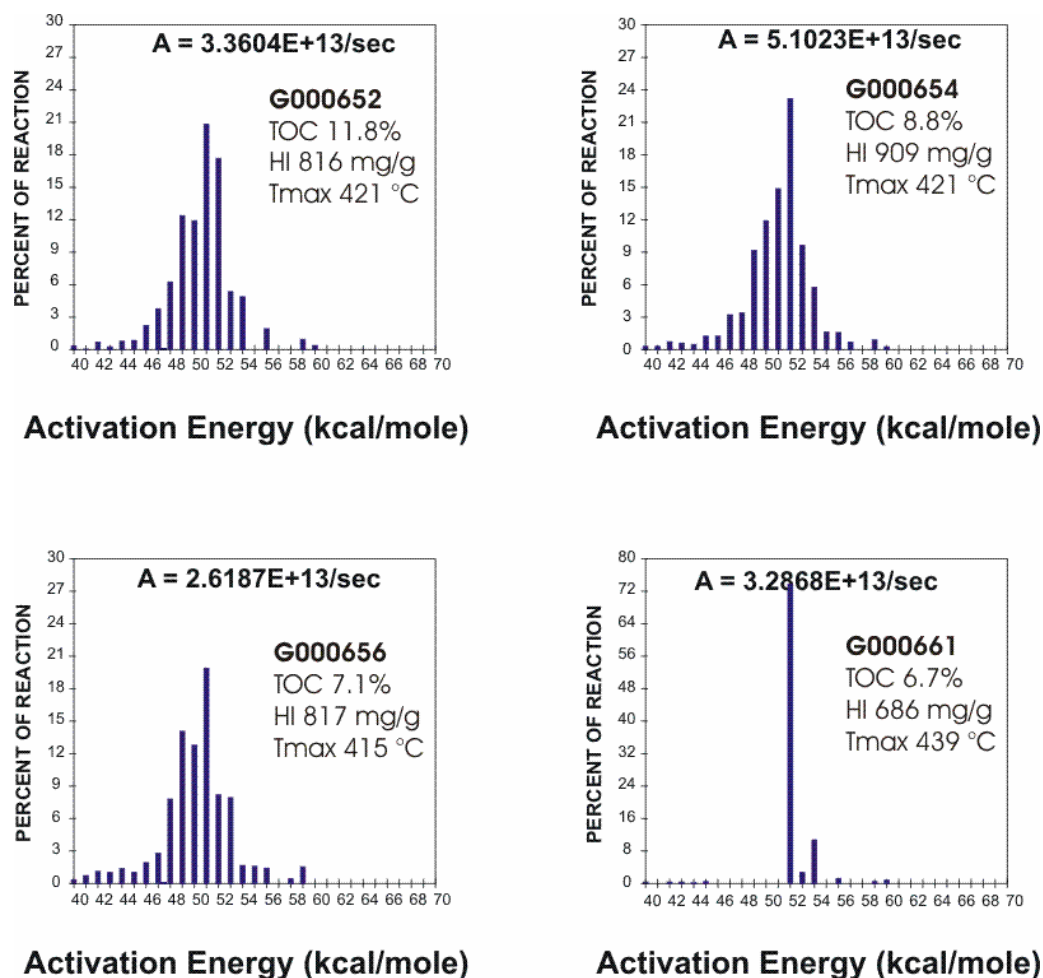 A = 3.3604E+13/sec
G000652
TOC 11.8%
HI 816 mg/g
Tmax 421 °C
PERCENT OF REACTION
30
27
24
21
18
15
12
9
6
3
0
40 42 44 46 48 50 52 54 56 58 60 62 64 66 68 70
Activation Energy (kcal/mole)
A = 5.1023E+13/sec
G000654
TOC 8.8%
HI 909 mg/g
Tmax 421 °C
PERCENT OF REACTION
30
27
24
21
18
15
12
9
6
3
0
40 42 44 46 48 50 52 54 56 58 60 62 64 66 68 70
Activation Energy (kcal/mole)
A = 2.6187E+13/sec
G000656
TOC 7.1%
HI 817 mg/g
Tmax 415 °C
PERCENT OF REACTION
30
27
24
21
18
15
12
9
6
3
0
40 42 44 46 48 50 52 54 56 58 60 62 64 66 68 70
Activation Energy (kcal/mole)
A = 3.2868E+13/sec
G000661
TOC 6.7%
HI 686 mg/g
Tmax 439 °C
PERCENT OF REACTION
80
72
64
56
48
40
32
24
16
8
0
40 42 44 46 48 50 52 54 56 58 60 62 64 66 68 70
Activation Energy (kcal/mole)